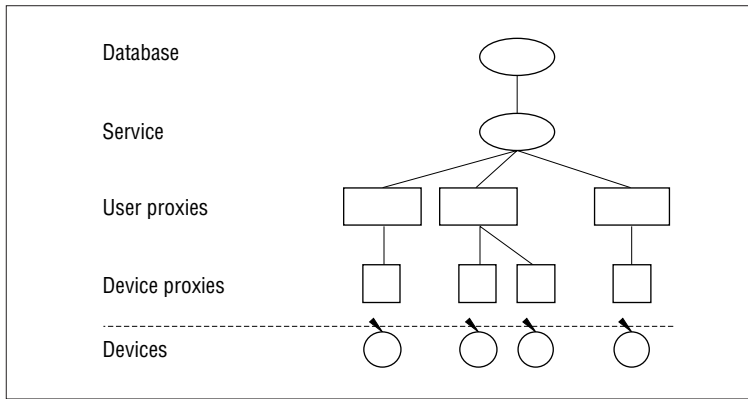 Database
Service
User proxies
Device proxies
Devices